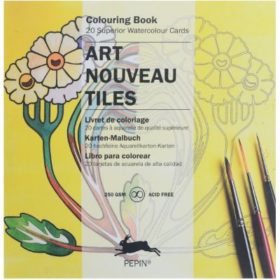 Colouring Book
20 Superior Watercolour Cards
ART
NOUVEAU
TILES
Livret de coloriage
20 cartes à aquarelle de qualité supérieure
Karten-Malbuch
20 hochfeine Aquarellkarton-Karten
Libro para colorear
20 tarjetas de acuarela de alta calidad
250 GSM ACID FREE
PEPIN®